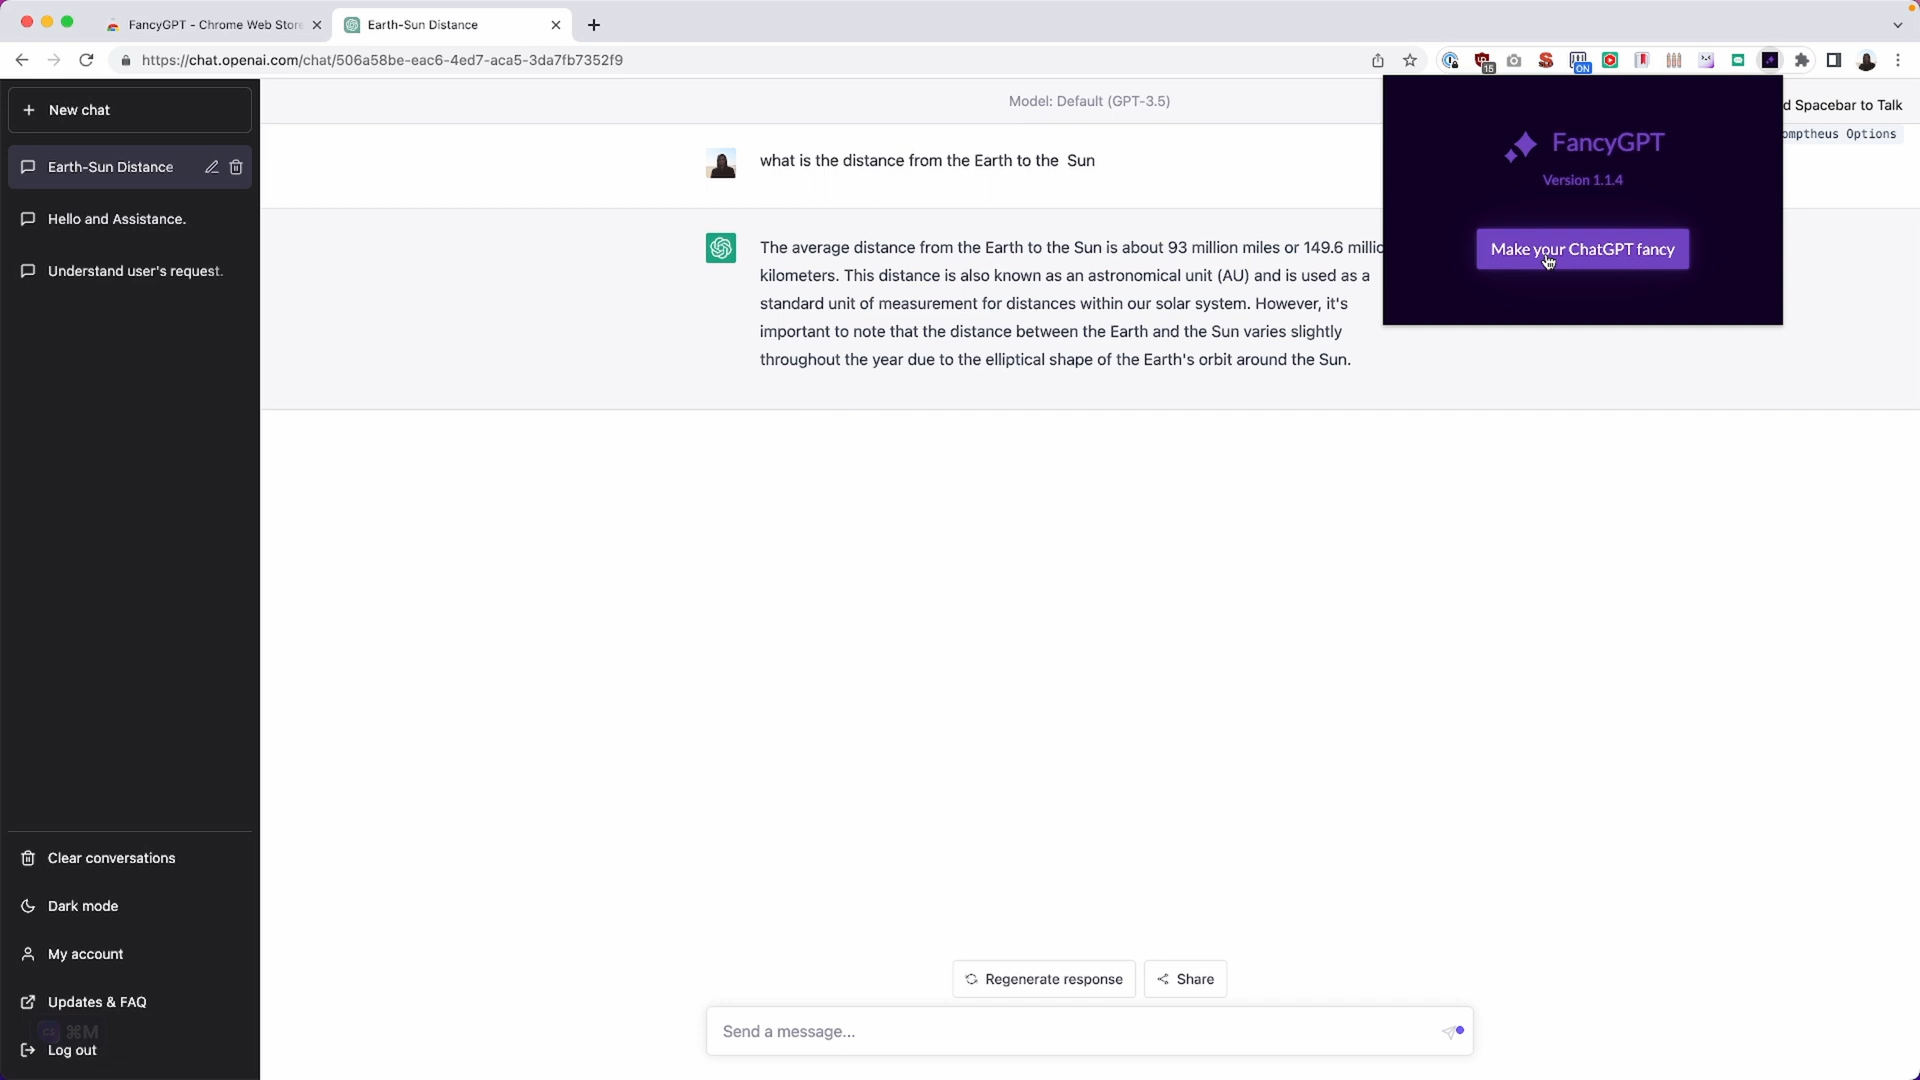 FancyGPT - Chrome Web Store
Earth-Sun Distance
https://chat.openai.com/chat/506a58be-eac6-4ed7-aca5-3da7fb7352f9
15
ON
New chat
Earth-Sun Distance
Hello and Assistance.
Understand user's request.
Clear conversations
Dark mode
My account
Updates & FAQ
⌘M
Log out
Model: Default (GPT-3.5)
what is the distance from the Earth to the Sun
The average distance from the Earth to the Sun is about 93 million miles or 149.6 millio
kilometers. This distance is also known as an astronomical unit (AU) and is used as a
standard unit of measurement for distances within our solar system. However, it's
important to note that the distance between the Earth and the Sun varies slightly
throughout the year due to the elliptical shape of the Earth's orbit around the Sun.
FancyGPT
Version 1.1.4
Make your ChatGPT fancy
d Spacebar to Talk
omptheus Options
Regenerate response
Share
Send a message...